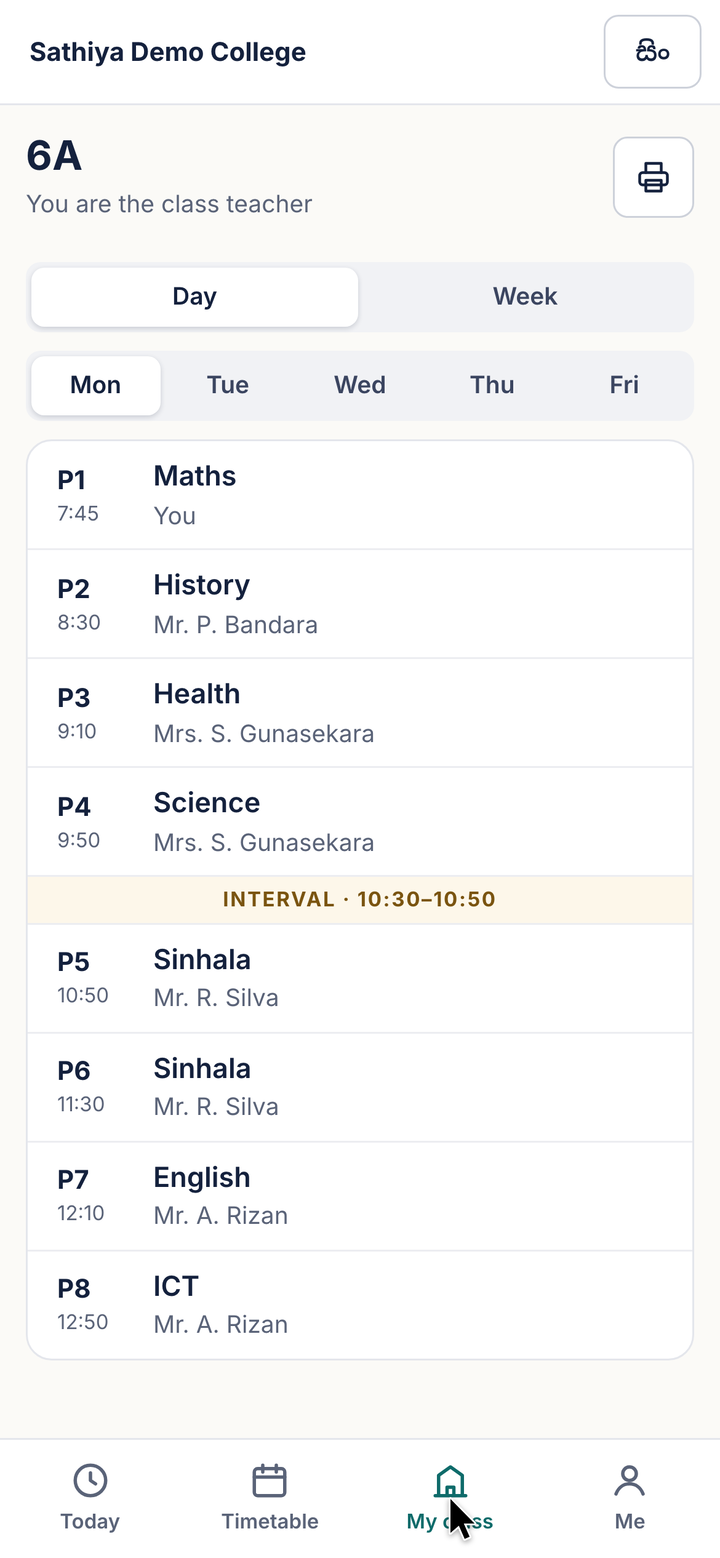 Sathiya Demo College
සිං
6A
You are the class teacher
Day Week
Mon Tue Wed Thu Fri
P1 Maths
7:45 You
P2 History
8:30 Mr. P. Bandara
P3 Health
9:10 Mrs. S. Gunasekara
P4 Science
9:50 Mrs. S. Gunasekara
INTERVAL · 10:30–10:50
P5 Sinhala
10:50 Mr. R. Silva
P6 Sinhala
11:30 Mr. R. Silva
P7 English
12:10 Mr. A. Rizan
P8 ICT
12:50 Mr. A. Rizan
Today Timetable My class Me